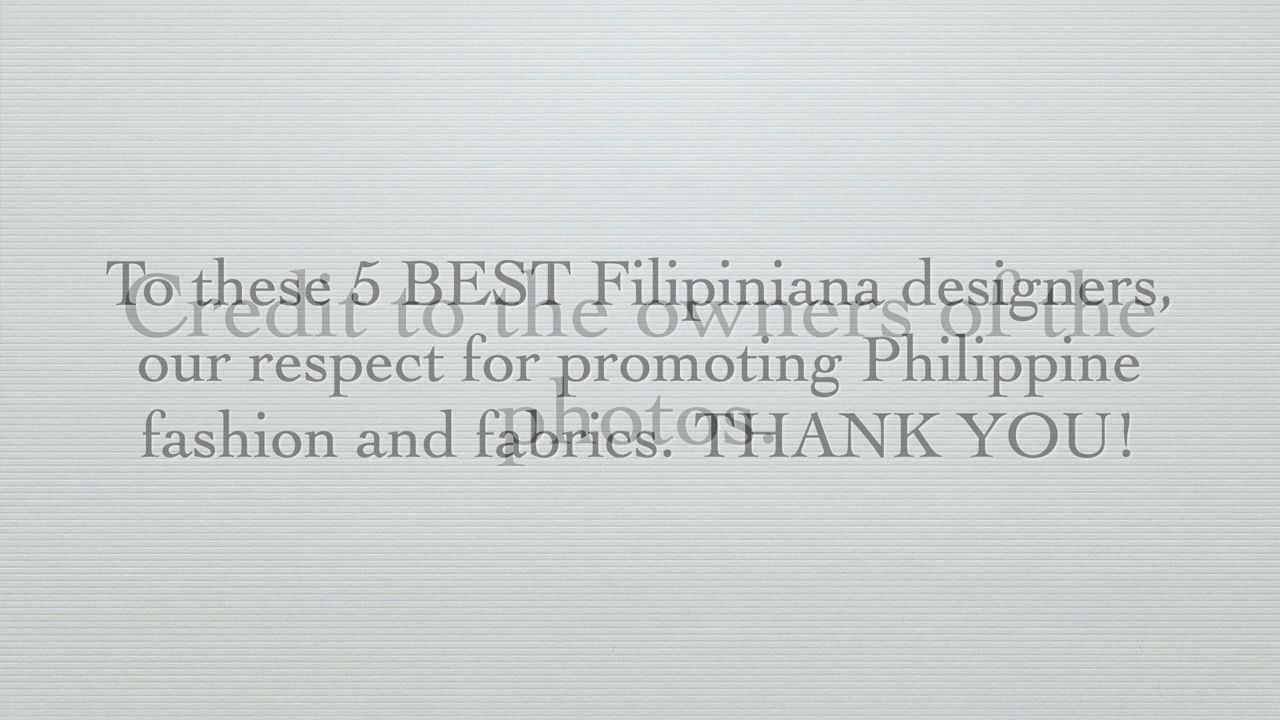 To these 5 BEST Filipiniana designers,
our respect for promoting Philippine
fashion and fabrics. THANK YOU!
Credit to the owners of the
photos.